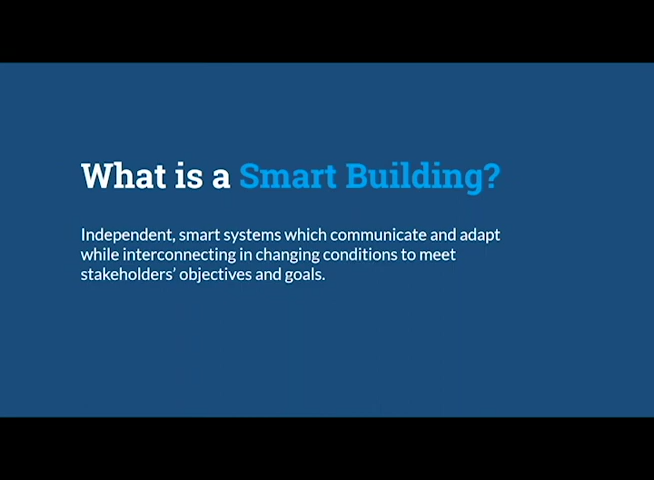 What is a Smart Building?
Independent, smart systems which communicate and adapt
while interconnecting in changing conditions to meet
stakeholders’ objectives and goals.